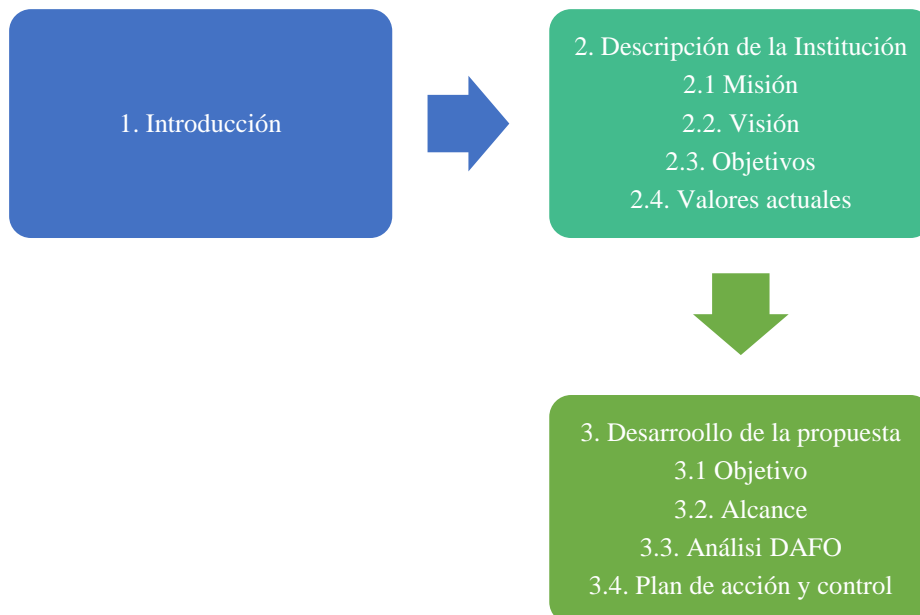 1. Introducción
2. Descripción de la Institución
2.1 Misión
2.2. Visión
2.3. Objetivos
2.4. Valores actuales
3. Desarroollo de la propuesta
3.1 Objetivo
3.2. Alcance
3.3. Análisi DAFO
3.4. Plan de acción y control